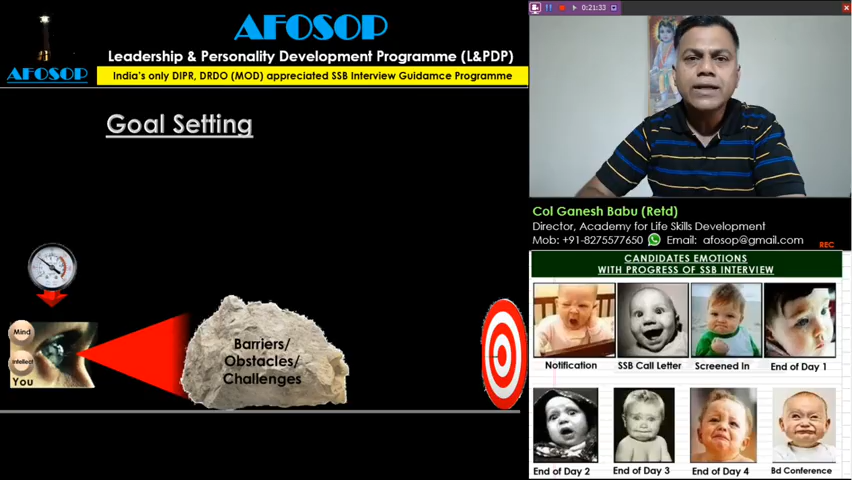 AFOSOP
AFOSOP
Leadership & Personality Development Programme (L&PDP)
India's only DIPR, DRDO (MOD) appreciated SSB Interview Guidamce Programme
Goal Setting
Mind
Intellect
You
Barriers/
Obstacles/
Challenges
0:21:33
Col Ganesh Babu (Retd)
Director, Academy for Life Skills Development
Mob: +91-8275577650 Email: afosop@gmail.com
REC
CANDIDATES EMOTIONS
WITH PROGRESS OF SSB INTERVIEW
Notification
SSB Call Letter
Screened In
End of Day 1
End of Day 2
End of Day 3
End of Day 4
Bd Conference